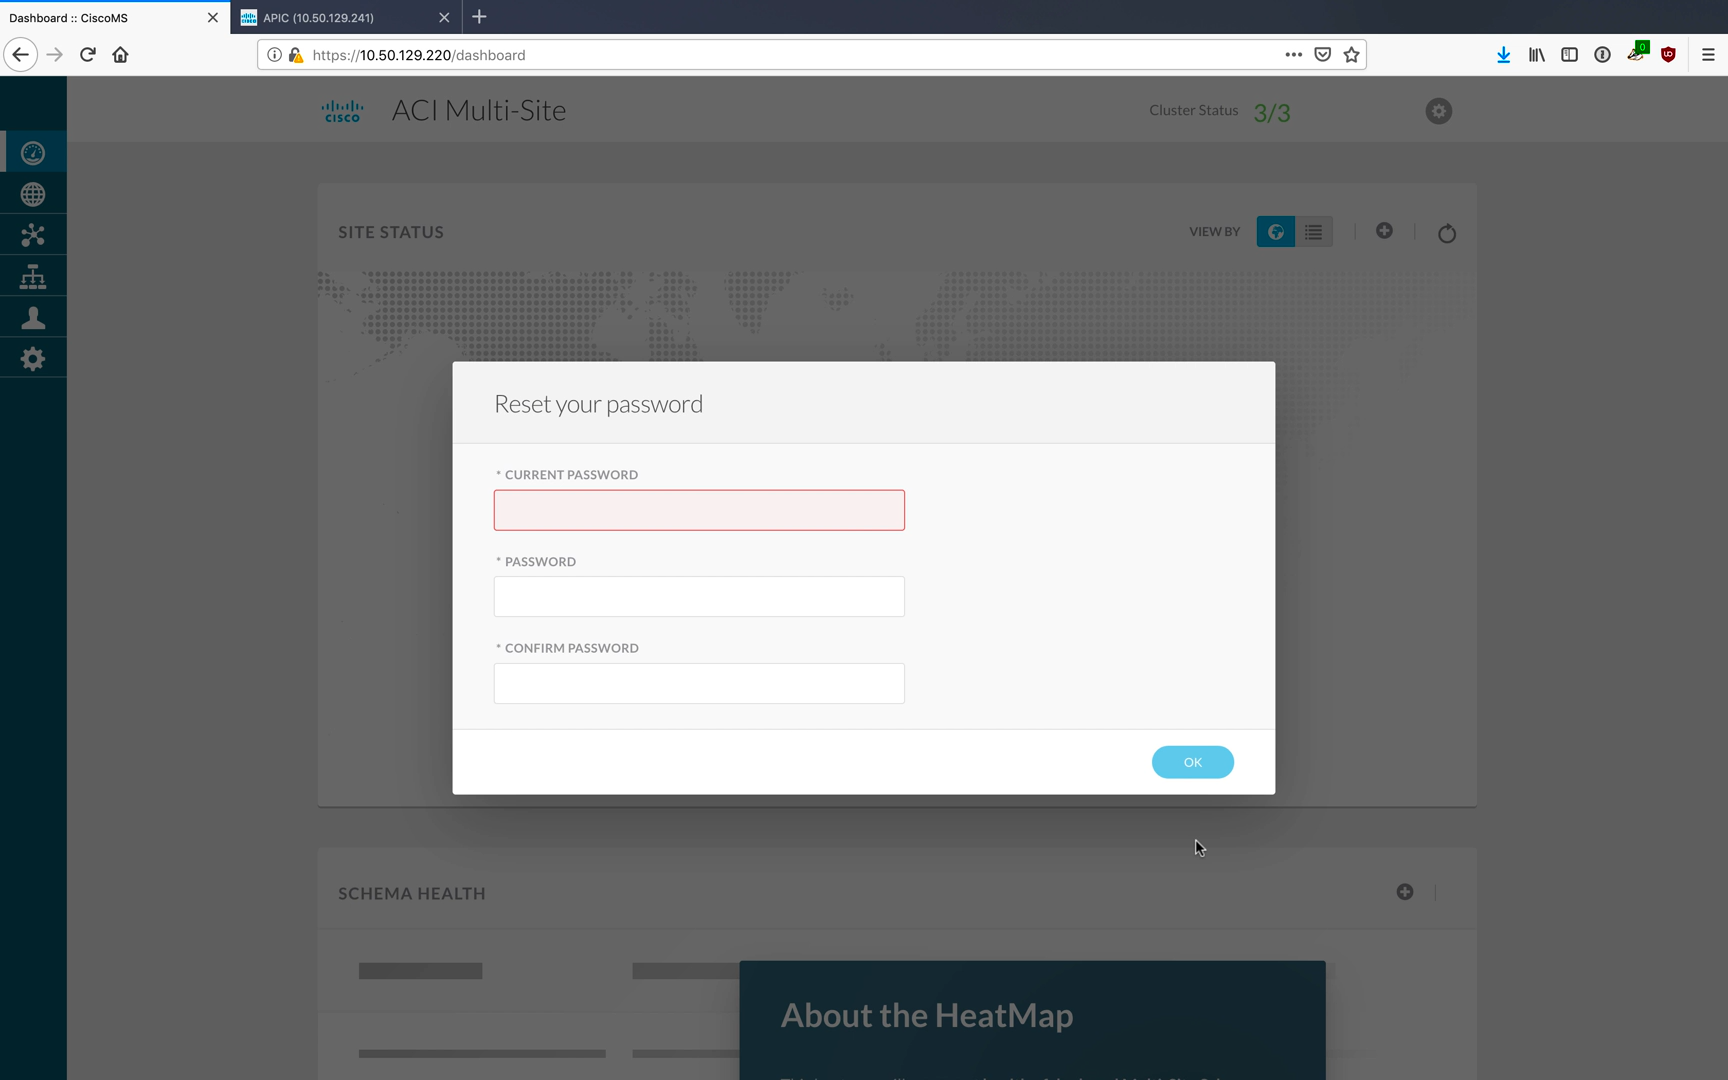 Dashboard :: CiscoMS
APIC (10.50.129.241)
https://10.50.129.220/dashboard
0
cisco
ACI Multi-Site
Cluster Status 3/3
SITE STATUS
VIEW BY
Reset your password
* CURRENT PASSWORD
* PASSWORD
* CONFIRM PASSWORD
OK
SCHEMA HEALTH
About the HeatMap